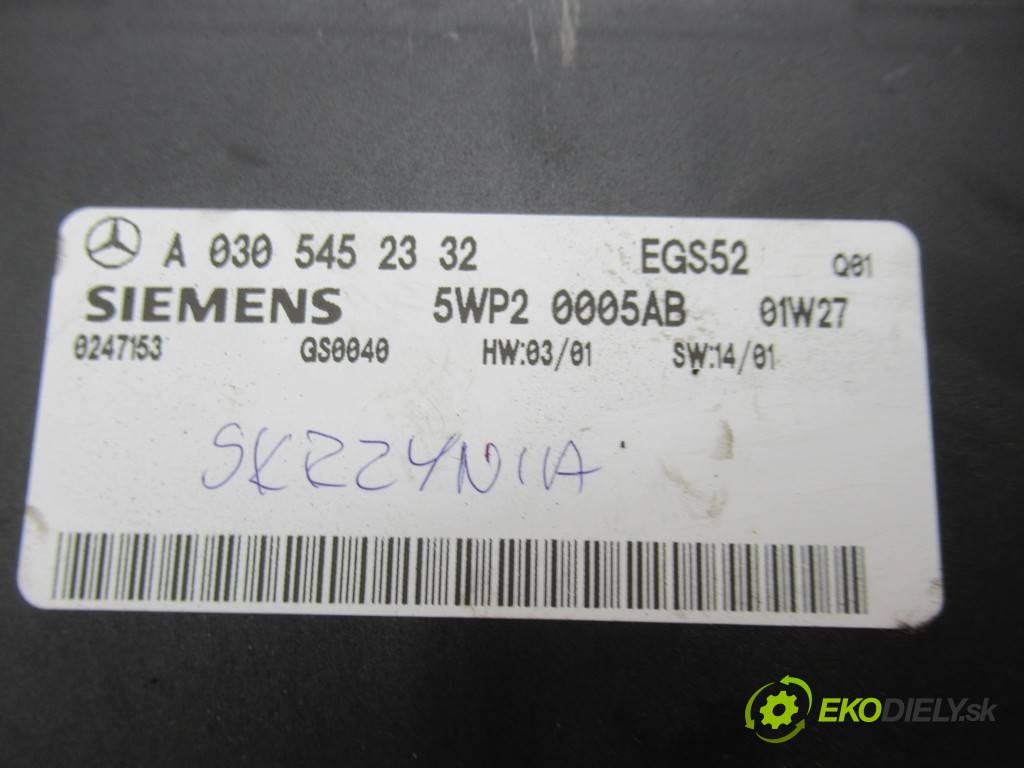 A 030 545 23 32 EGS52 Q01
SIEMENS 5WP2 0005AB 01W27
0247153 GS0040 HW:03/01 SW:14/01
SKRZYNIA
EKODIELY.sk